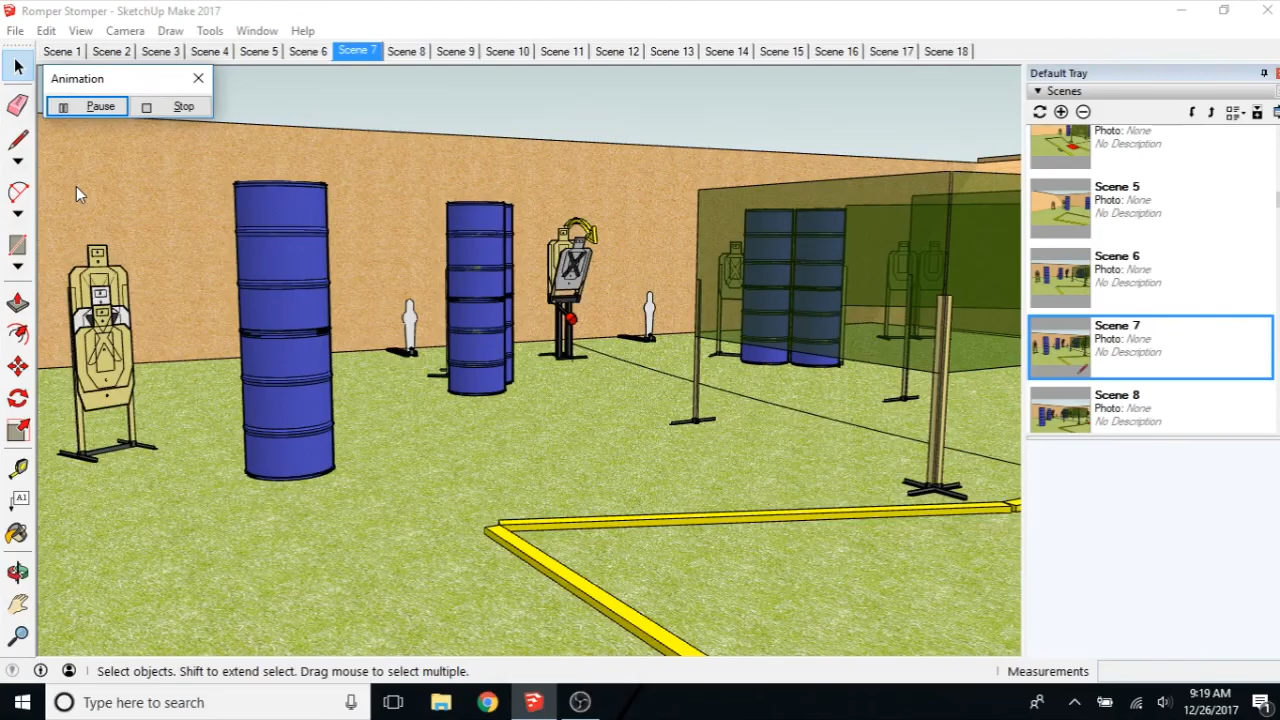 Romper Stomper - SketchUp Make 2017
File Edit View Camera Draw Tools Window Help
Scene 1 Scene 2 Scene 3 Scene 4 Scene 5 Scene 6 Scene 7 Scene 8 Scene 9 Scene 10 Scene 11 Scene 12 Scene 13 Scene 14 Scene 15 Scene 16 Scene 17 Scene 18
Animation
Pause Stop
Default Tray
Scenes
Photo: None
No Description
Scene 5
Photo: None
No Description
Scene 6
Photo: None
No Description
Scene 7
Photo: None
No Description
Scene 8
Photo: None
No Description
A1
Select objects. Shift to extend select. Drag mouse to select multiple.
Measurements
Type here to search
9:19 AM
12/26/2017
1